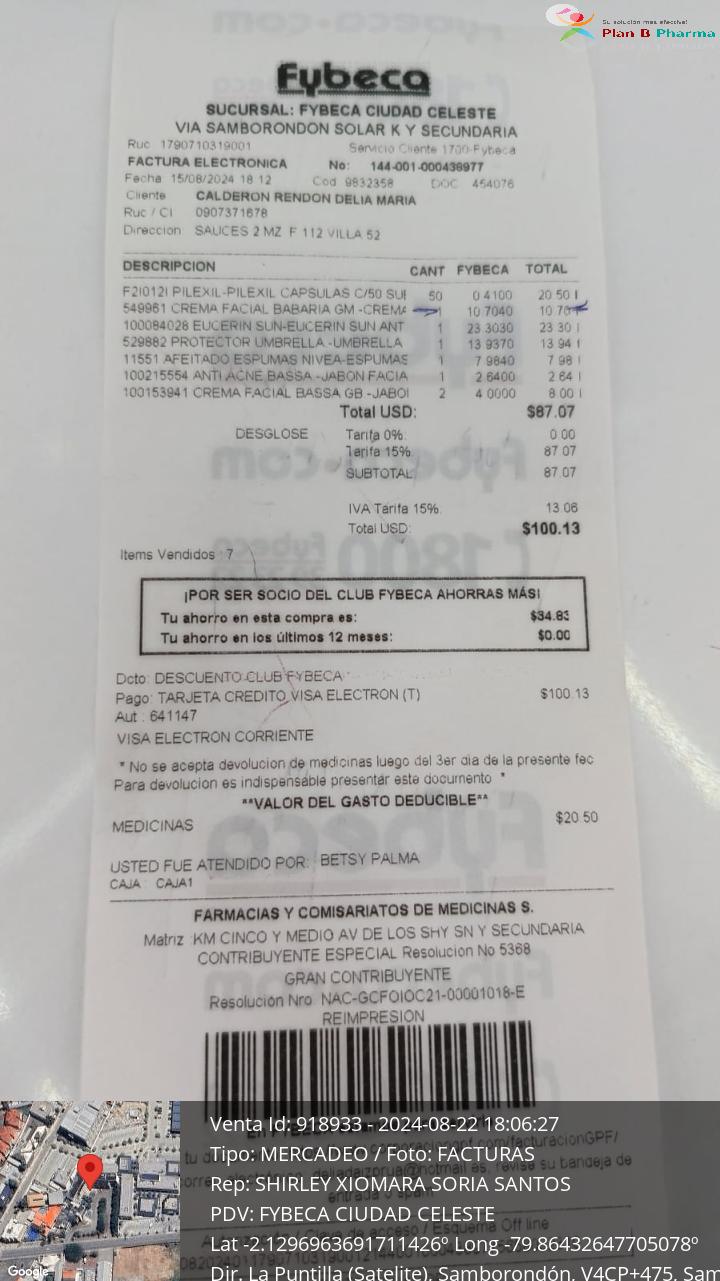 Su solución mas efectiva!
Plan B Pharma
Fybeca
SUCURSAL: FYBECA CIUDAD CELESTE
VIA SAMBORONDON SOLAR K Y SECUNDARIA
Ruc 1790710319001 Servicio Cliente 1700-Fybeca
FACTURA ELECTRONICA No: 144-001-000436977
Fecha 15/08/2024 18 12 Cod 9832358 DOC 454076
Cliente CALDERON RENDON DELIA MARIA
Ruc / CI 0907371678
Direccion SAUCES 2 MZ F 112 VILLA 52
DESCRIPCION CANT FYBECA TOTAL
F2I012I PILEXIL-PILEXIL CAPSULAS C/50 SUI 50 0 4100 20 50 I
549961 CREMA FACIAL BABARIA GM -CREMA 1 10 7040 10 70
100084028 EUCERIN SUN-EUCERIN SUN ANT 1 23 3030 23 30 I
529882 PROTECTOR UMBRELLA -UMBRELLA 1 13 9370 13 94 I
11551 AFEITADO ESPUMAS NIVEA-ESPUMAS 1 7 9840 7 98 I
100215554 ANTI ACNE BASSA -JABON FACIA 1 2 6400 2 64 I
100153941 CREMA FACIAL BASSA GB -JABOI 2 4 0000 8 00 I
Total USD: $87.07
DESGLOSE Tarifa 0% 0 00
Tarifa 15% 87 07
SUBTOTAL 87 07
IVA Tarifa 15% 13 06
Total USD: $100.13
Items Vendidos : 7
¡POR SER SOCIO DEL CLUB FYBECA AHORRAS MÁS!
Tu ahorro en esta compra es: $34.83
Tu ahorro en los últimos 12 meses: $0.00
Dcto: DESCUENTO CLUB FYBECA
Pago: TARJETA CREDITO VISA ELECTRON (T) $100 13
Aut : 641147
VISA ELECTRON CORRIENTE
* No se acepta devolucion de medicinas luego del 3er dia de la presente fec
Para devolucion es indispensable presentar este documento *
**VALOR DEL GASTO DEDUCIBLE**
MEDICINAS $20 50
USTED FUE ATENDIDO POR: BETSY PALMA
CAJA : CAJA1
FARMACIAS Y COMISARIATOS DE MEDICINAS S.
Matriz :KM CINCO Y MEDIO AV DE LOS SHY SN Y SECUNDARIA
CONTRIBUYENTE ESPECIAL Resolucion No 5368
GRAN CONTRIBUYENTE
Resolución Nro NAC-GCFOIOC21-00001018-E
REIMPRESION
Venta Id: 918933 - 2024-08-22 18:06:27
Tipo: MERCADEO / Foto: FACTURAS
Rep: SHIRLEY XIOMARA SORIA SANTOS
PDV: FYBECA CIUDAD CELESTE
Lat -2.1296963691711426º Long -79.86432647705078º
Dir. La Puntilla (Satelite), Samborondón, V4CP+475, Sam
Google